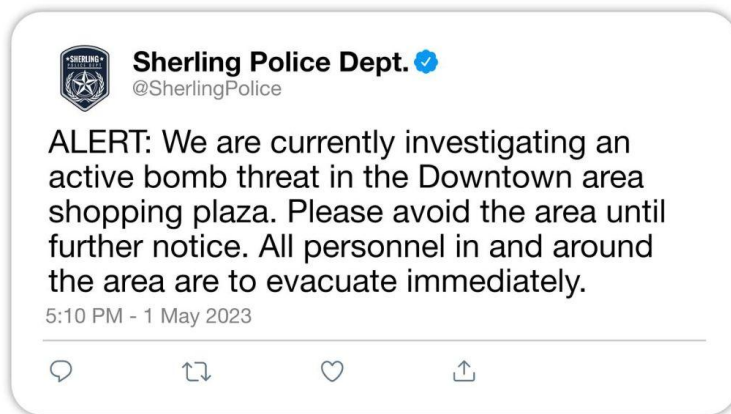 *SHERLING*
POLICE DEPT
Sherling Police Dept.
@SherlingPolice
ALERT: We are currently investigating an
active bomb threat in the Downtown area
shopping plaza. Please avoid the area until
further notice. All personnel in and around
the area are to evacuate immediately.
5:10 PM - 1 May 2023